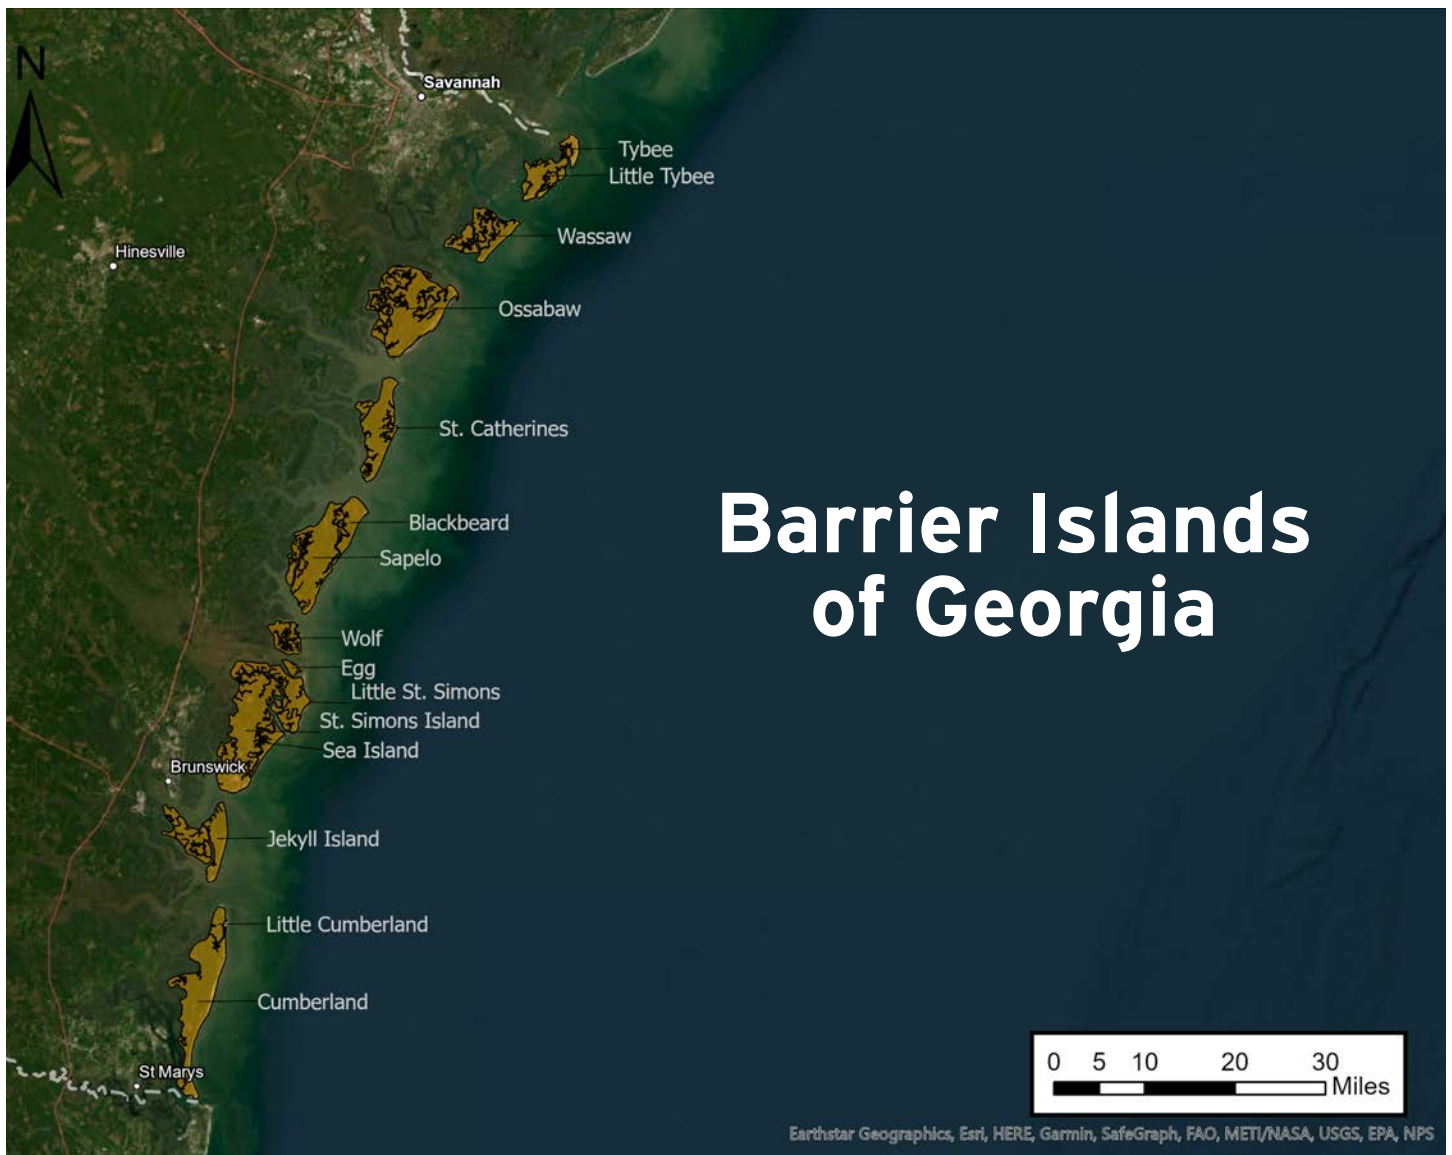 N
Savannah
Tybee
Little Tybee
Wassaw
Hinesville
Ossabaw
St. Catherines
Barrier Islands
of Georgia
Blackbeard
Sapelo
Wolf
Egg
Little St. Simons
St. Simons Island
Sea Island
Brunswick
Jekyll Island
Little Cumberland
Cumberland
St Marys
0 5 10 20 30
Miles
Earthstar Geographics, Esri, HERE, Garmin, SafeGraph, FAO, METI/NASA, USGS, EPA, NPS